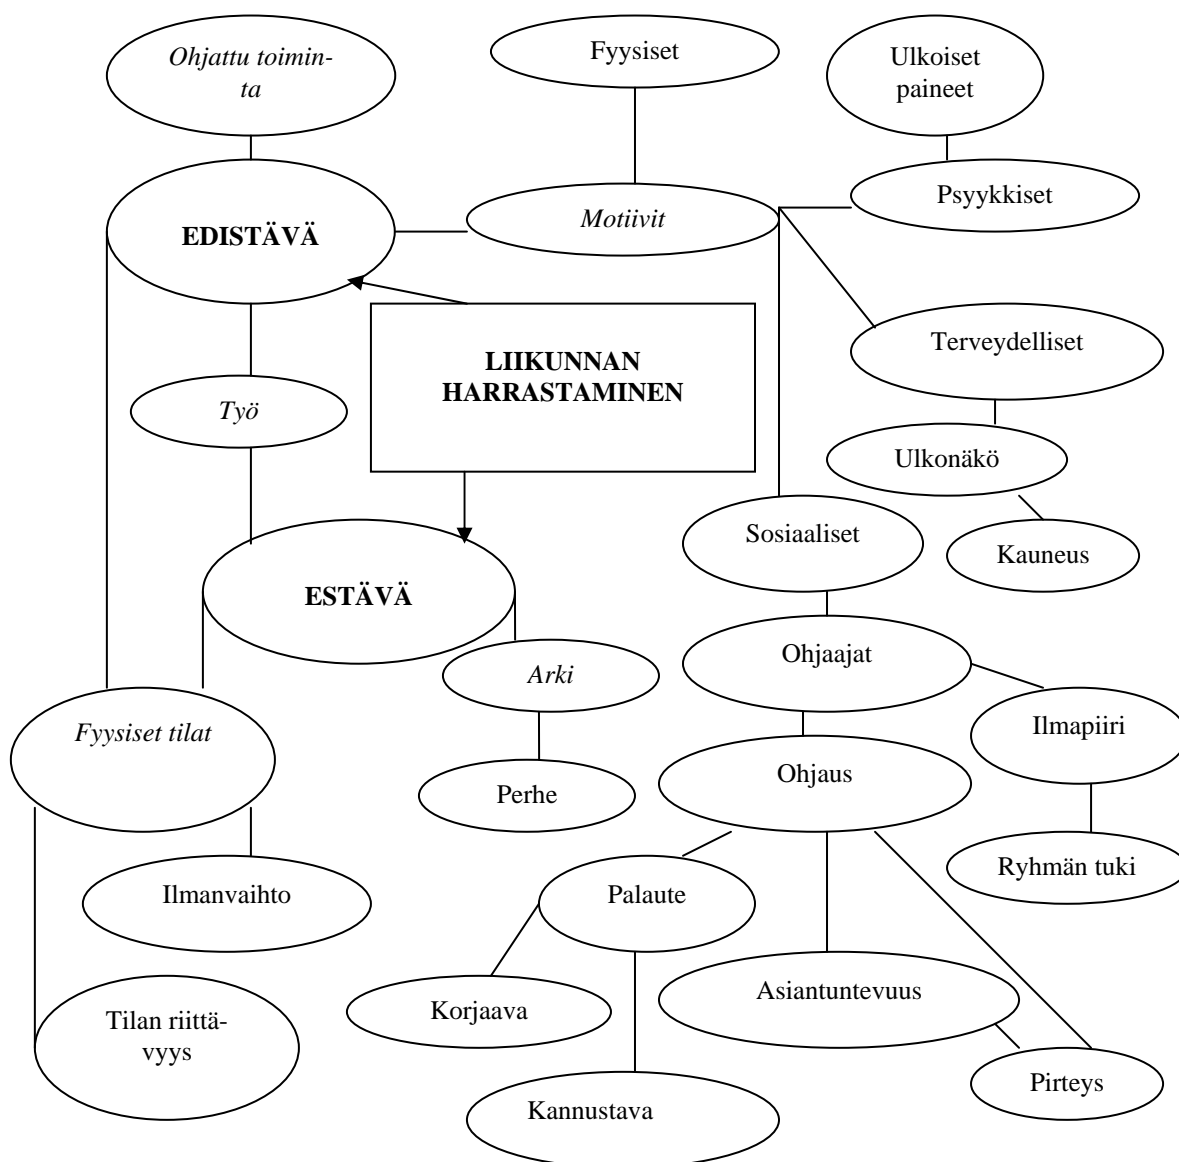 Ohjattu toimin-
ta
Fyysiset
Ulkoiset
paineet
Psyykkiset
EDISTÄVÄ
Motiivit
Terveydelliset
LIIKUNNAN
HARRASTAMINEN
Työ
Ulkonäkö
Sosiaaliset
Kauneus
ESTÄVÄ
Ohjaajat
Arki
Ilmapiiri
Fyysiset tilat
Ohjaus
Perhe
Ryhmän tuki
Ilmanvaihto
Palaute
Asiantuntevuus
Korjaava
Tilan riittä-
vyys
Pirteys
Kannustava